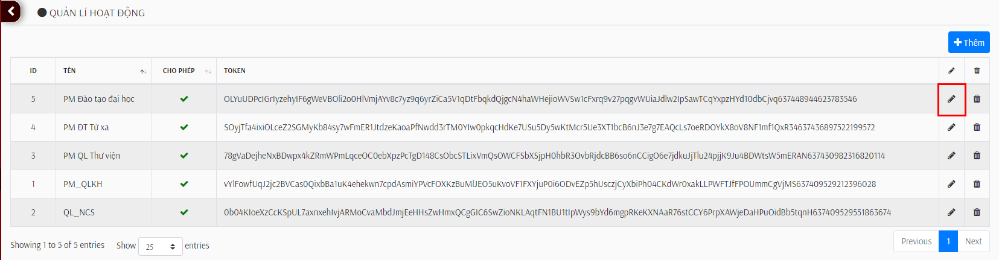 QUẢN LÍ HOẠT ĐỘNG
Thêm
ID TÊN CHO PHÉP TOKEN
5 PM Đào tạo đại học OLYuUDPcIGrIyzehyIF6gWeVBOli2o0HlVmjAYv8c7yz9q6yrZiCa5V1qDtFbqkdQjgcN4haWHejioWVSw1cFxrq9v27pqgvWUiaJdlw2IpSawTCqYxpzHYd10dbCjvq637448944623783546
4 PM ĐT Từ xa SOyjTfa4ixiOLceZ2SGMyKb84sy7wFmER1JtdzeKaoaPfNwdd3rTM0YIw0pkqcHdKe7USu5Dy5wKtMcr5Ue3XT1bcB6nJ3e7g7EAQcLs7oeRDOYkX8oV8NF1mf1QxR34637436897522199572
3 PM QL Thư viện 78gVaDejheNxBDwpx4kZRmWPmLqceOC0ebXpzPcTgD148CsObcSTLixVmQsOWCFSbXSjpH0hbR3OvbRjdcBB6so6nCCigO6e7jdkuJjTlu24pjjK9Ju4BDWtsW5mERAN637430982316820114
1 PM_QLKH vYlFowfUqJ2jc2BVCas0QixbBa1uK4ehekwn7cpdAsmiYPVcFOXKzBuMlJEO5uKvoVF1FXYjuP0i6ODvEZp5hUsczjCyXbiPh04CKdWr0xakLLPWFTJfFPOUmmCgVjMS637409529212396028
2 QL_NCS 0b04KIoeXzCcKSpUL7axnxehIvjARMoCvaMbdJmjEeHHsZwHmxQCgGIC6SwZioNKLAqtFN1BU1tIpWys9bYd6mgpRKeKXNAaR76stCCY6PrpXAWjeDaHPuOidBb5tqnH637409529551863674
Showing 1 to 5 of 5 entries Show 25 entries Previous 1 Next